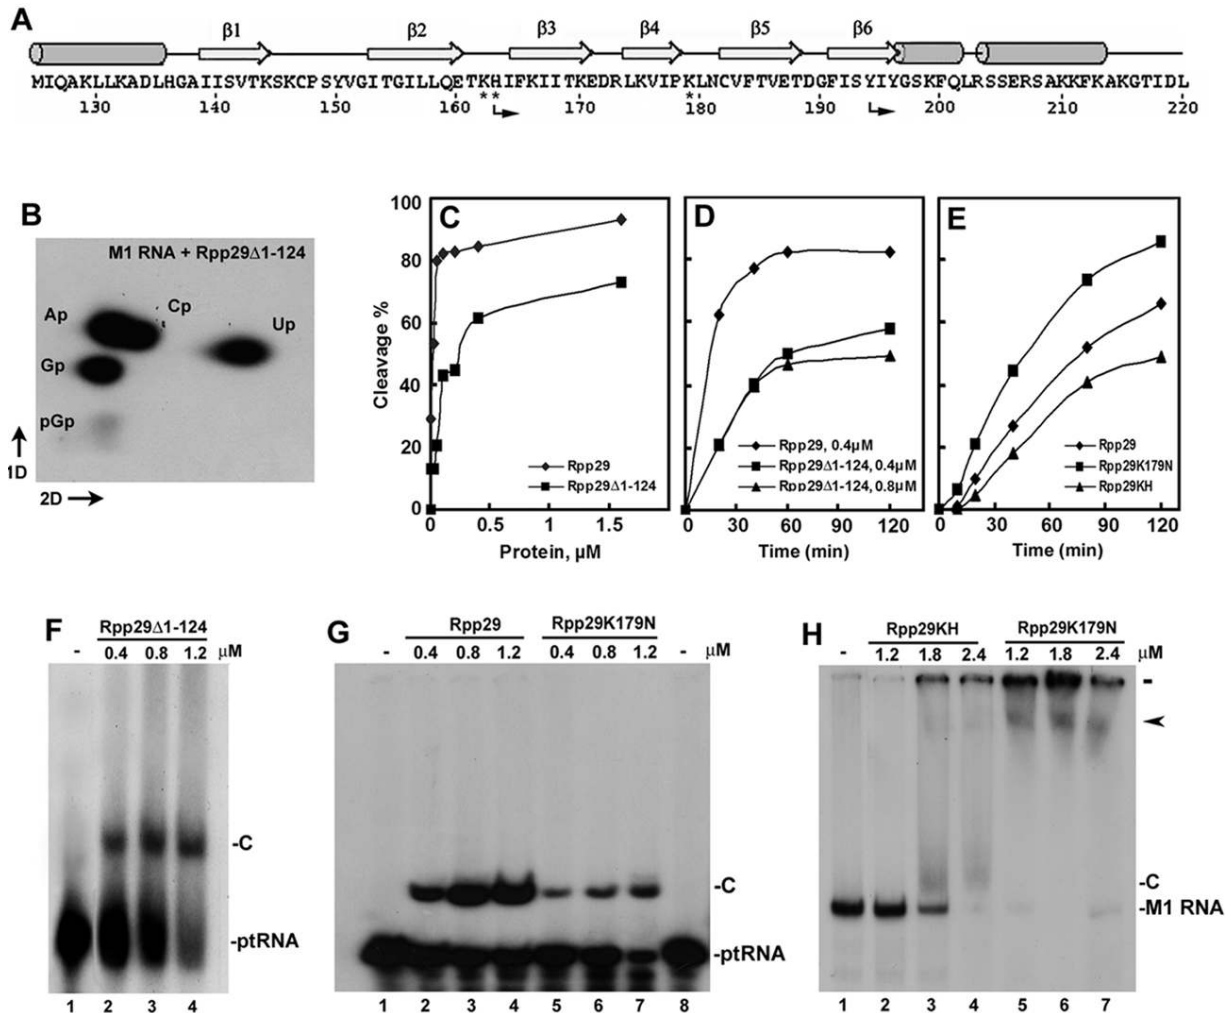 A
β1 β2 β3 β4 β5 β6
MIQAKLLKADLHGAIISVTKSKCPSYVGITGILLQETKHIFKIITKEDRLKVIPKLNCVFTVETDGFISYIYGSKFQLRSSERSAKKFKAKGTIDL
130 140 150 160 ** 170 * 180 190 200 210 220
B
M1 RNA + Rpp29Δ1-124
Ap Cp
Up
Gp
pGp
1D
2D
C
Cleavage %
100
80
60
40
20
0
Rpp29
Rpp29Δ1-124
0 0.5 1 1.5
Protein, µM
D
Rpp29, 0.4µM
Rpp29Δ1-124, 0.4µM
Rpp29Δ1-124, 0.8µM
0 30 60 90 120
Time (min)
E
Rpp29
Rpp29K179N
Rpp29KH
0 30 60 90 120
Time (min)
F
Rpp29Δ1-124
- 0.4 0.8 1.2 µM
-C
-ptRNA
1 2 3 4
G
Rpp29 Rpp29K179N
- 0.4 0.8 1.2 0.4 0.8 1.2 -
-C
-ptRNA
1 2 3 4 5 6 7 8
H
Rpp29KH Rpp29K179N
- 1.2 1.8 2.4 1.2 1.8 2.4 µM
-
-C
-M1 RNA
1 2 3 4 5 6 7